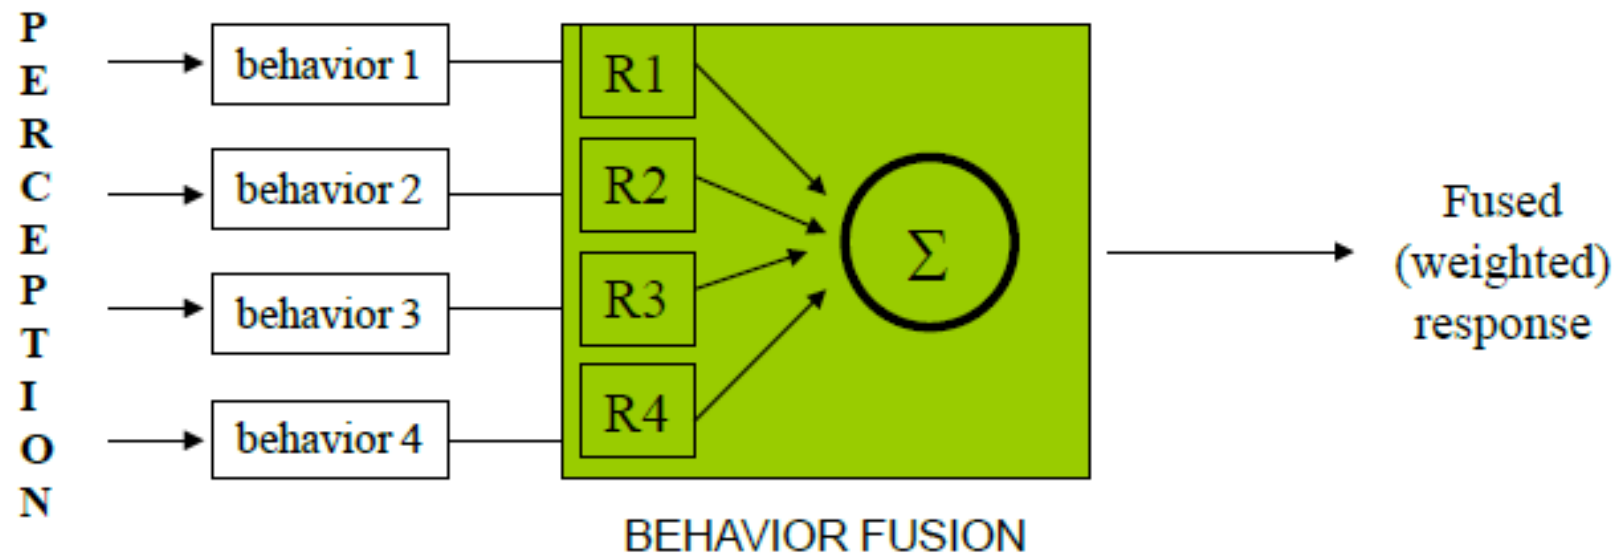 PERCEPTION
behavior 1
behavior 2
behavior 3
behavior 4
R1
R2
R3
R4
Σ
Fused
(weighted)
response
BEHAVIOR FUSION